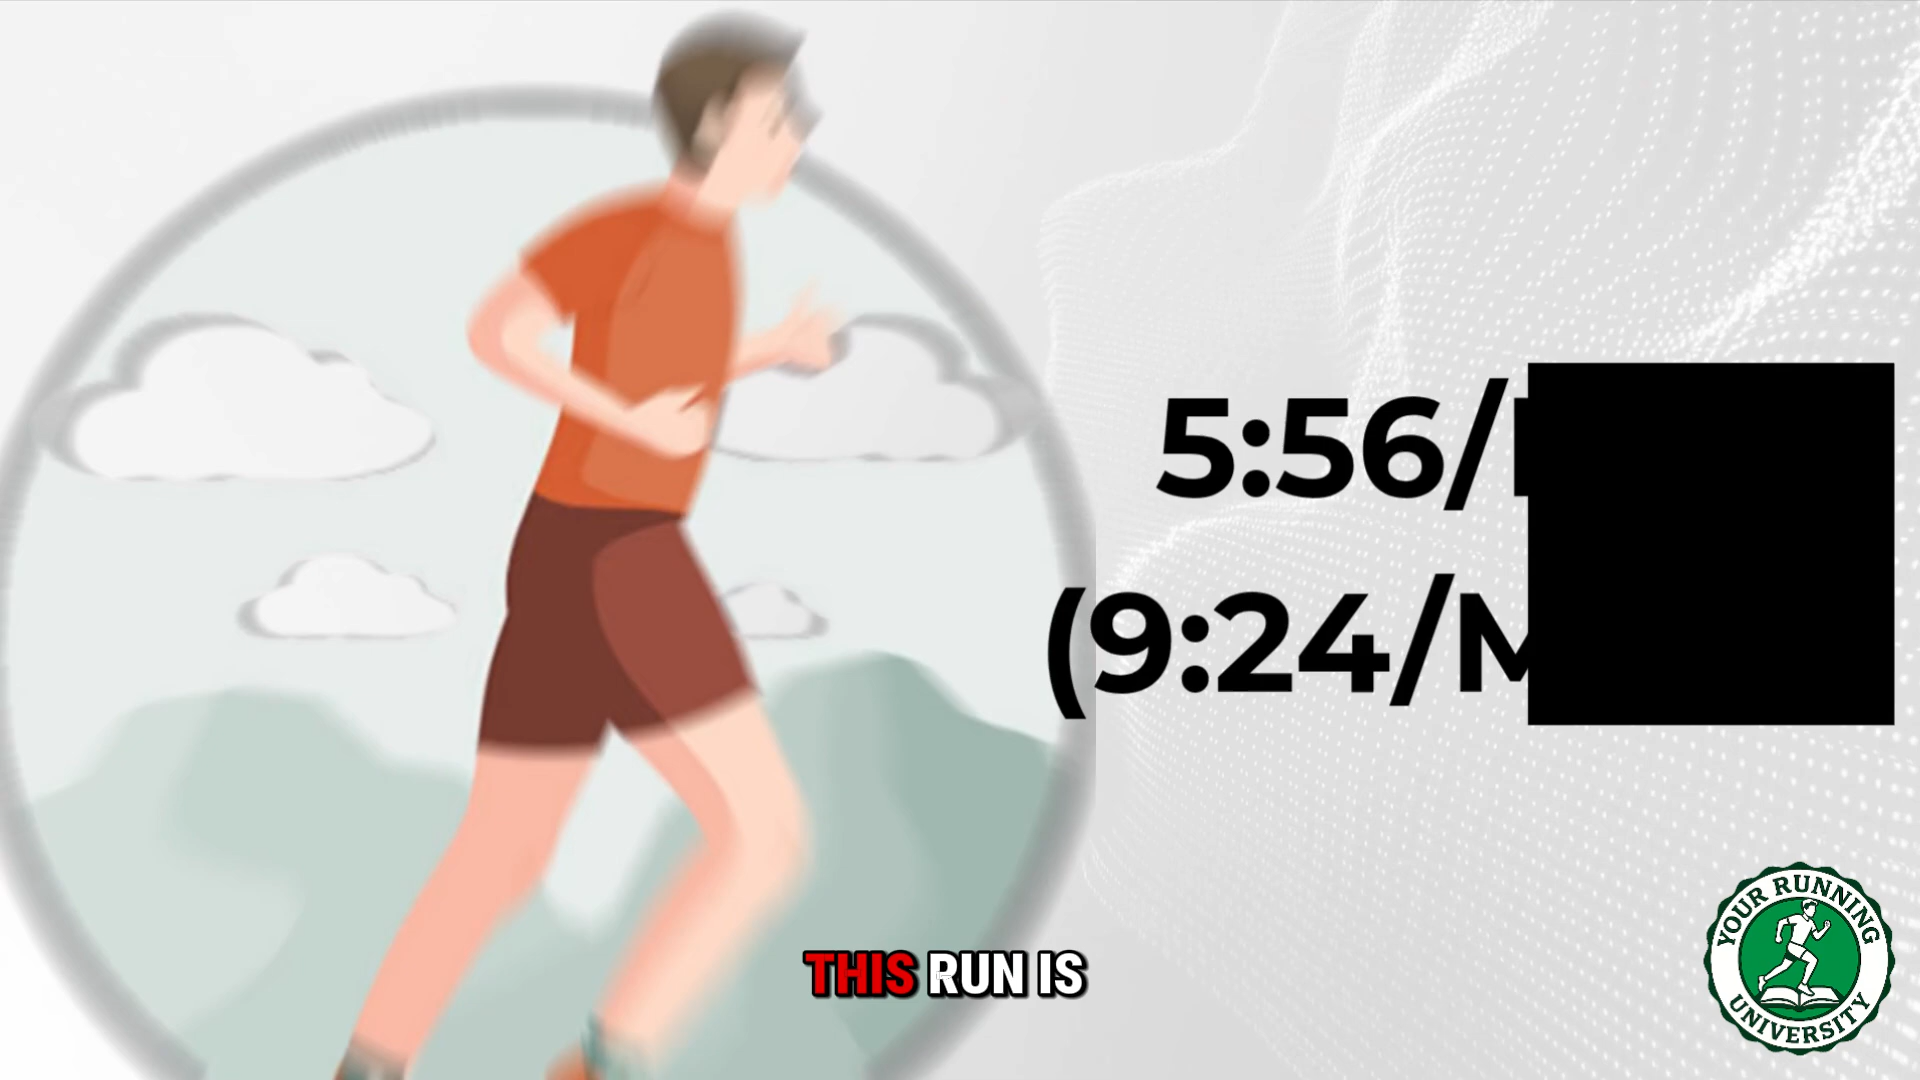 5:56/
(9:24/M
THIS RUN IS
YOUR RUNNING
UNIVERSITY